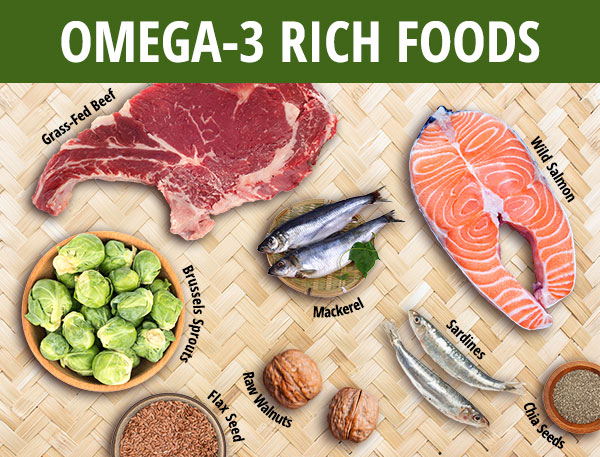 OMEGA-3 RICH FOODS
Grass-Fed Beef
Wild Salmon
Mackerel
Brussels Sprouts
Sardines
Raw Walnuts
Flax Seed
Chia Seeds